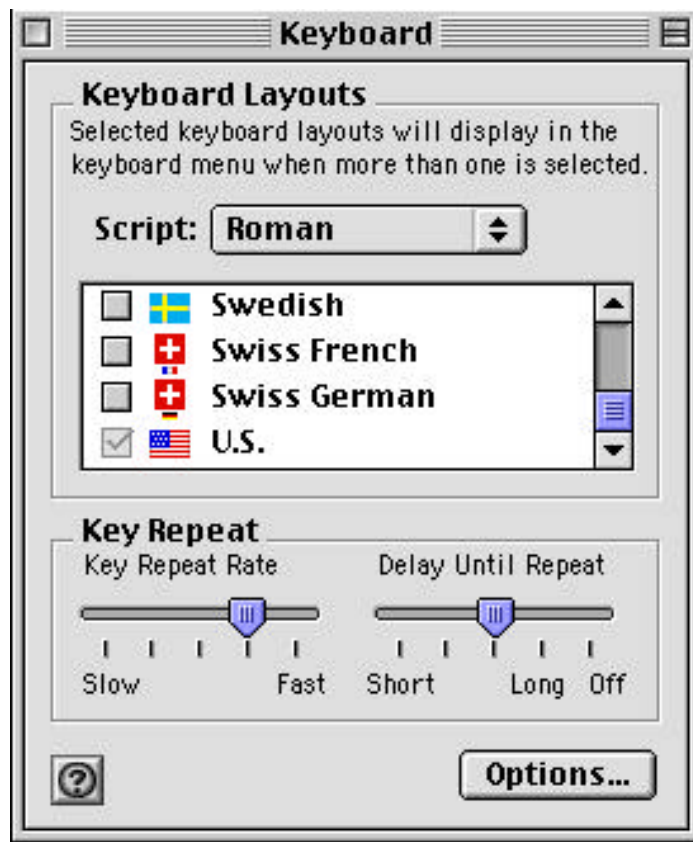 Keyboard
Keyboard Layouts
Selected keyboard layouts will display in the
keyboard menu when more than one is selected.
Script: Roman
Swedish
Swiss French
Swiss German
U.S.
Key Repeat
Key Repeat Rate Delay Until Repeat
Slow Fast Short Long Off
? Options...